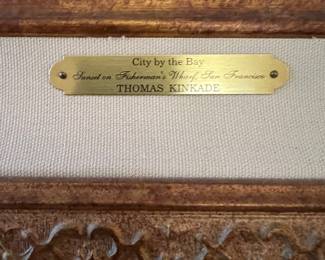 City by the Bay
Sunset on Fisherman's Wharf, San Francisco
THOMAS KINKADE